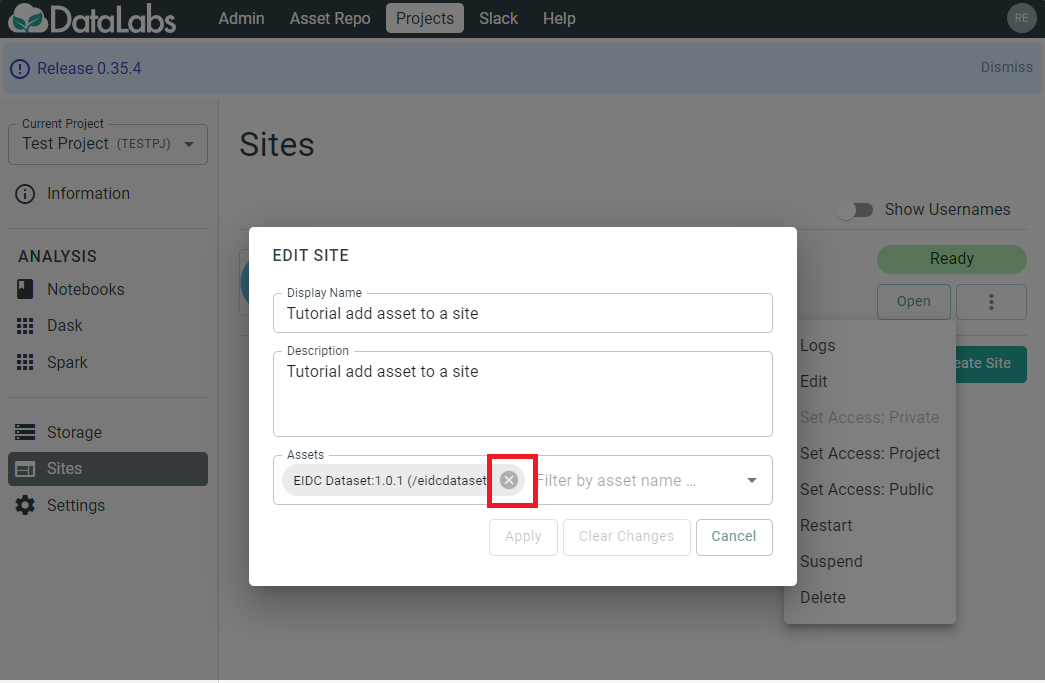 DataLabs
Admin Asset Repo Projects Slack Help
RE
Release 0.35.4
Dismiss
Current Project
Test Project (TESTPJ)
Information
ANALYSIS
Notebooks
Dask
Spark
Storage
Sites
Settings
Sites
Show Usernames
Ready
Open
eate Site
Logs
Edit
Set Access: Private
Set Access: Project
Set Access: Public
Restart
Suspend
Delete
EDIT SITE
Display Name
Tutorial add asset to a site
Description
Tutorial add asset to a site
Assets
EIDC Dataset:1.0.1 (/eidcdataset
Filter by asset name ...
Apply Clear Changes Cancel